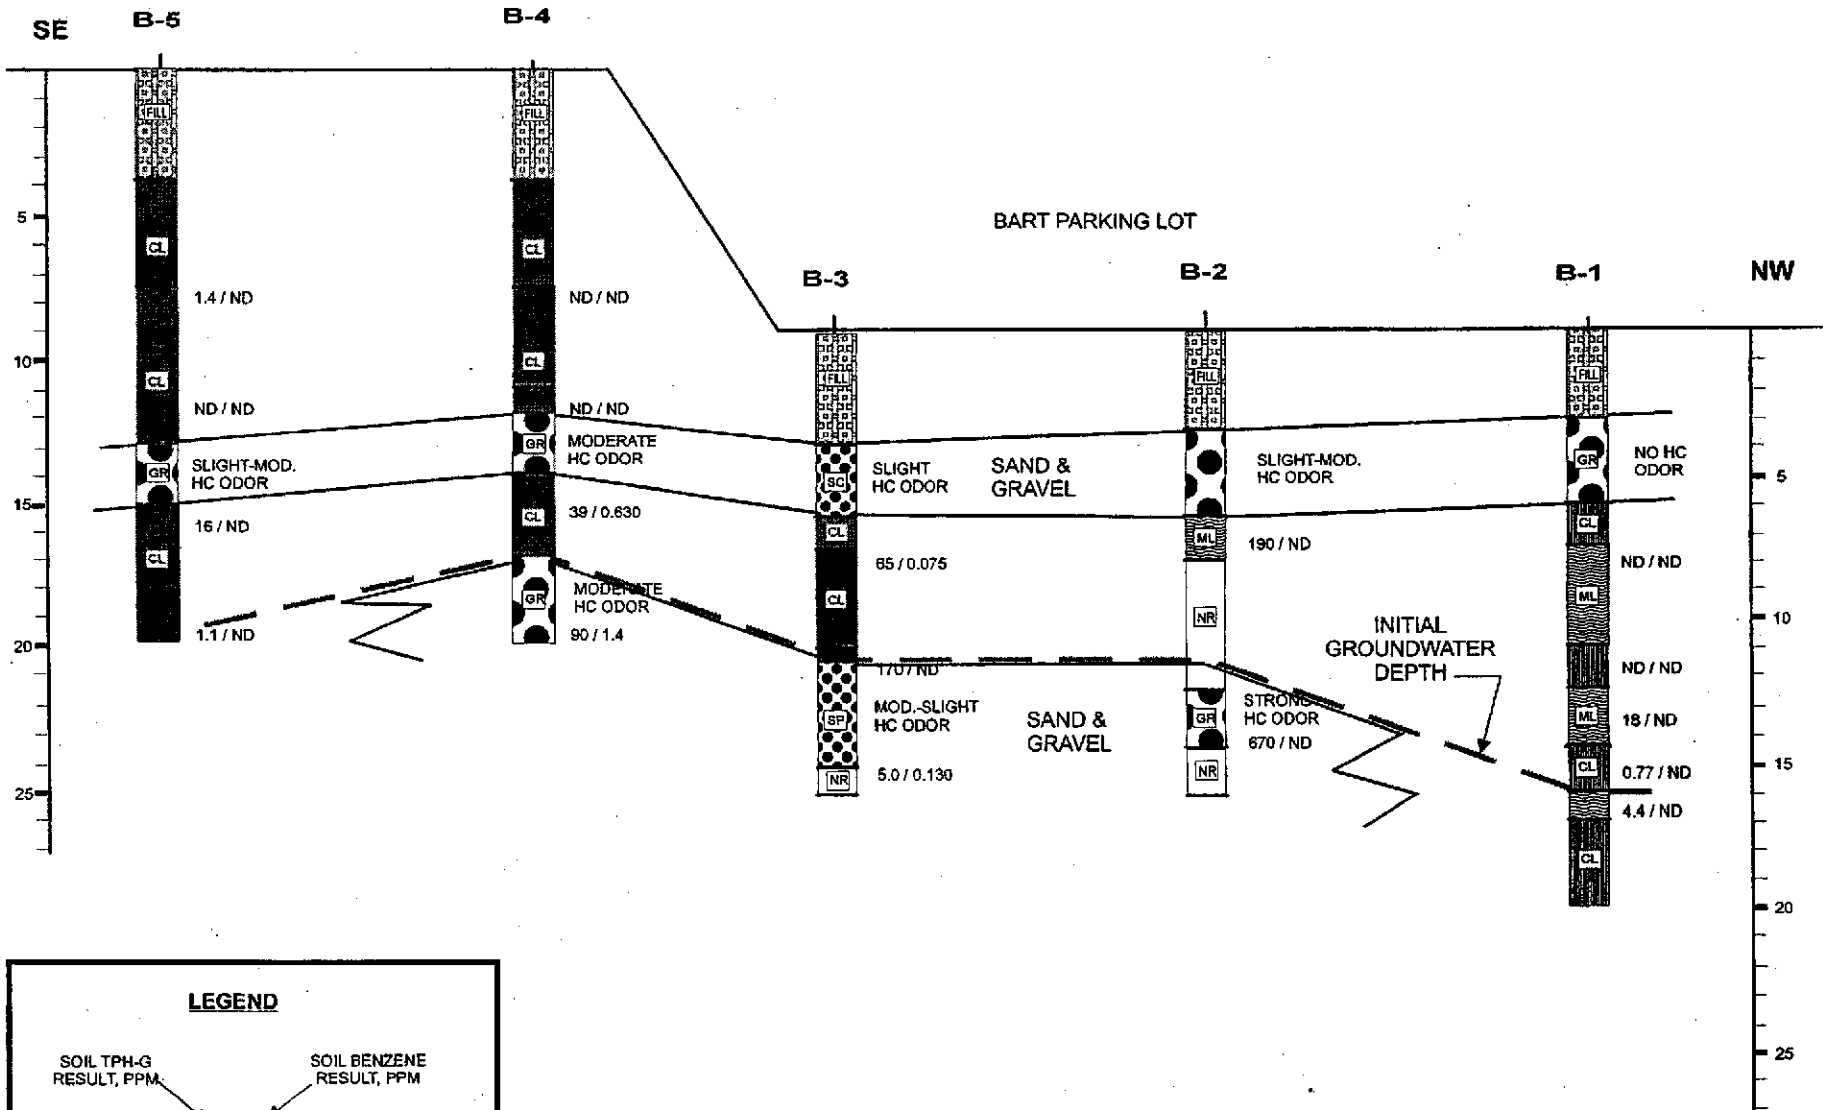 SE
B-5
B-4
BART PARKING LOT
B-3
B-2
B-1
NW
5
10
15
20
25
FILL
CL
1.4 / ND
CL
ND / ND
GR
SLIGHT-MOD.
HC ODOR
16 / ND
CL
1.1 / ND
FILL
CL
ND / ND
CL
ND / ND
GR
MODERATE
HC ODOR
CL
39 / 0.630
GR
MODERATE
HC ODOR
90 / 1.4
FILL
SC
SLIGHT
HC ODOR
CL
65 / 0.075
CL
170 / ND
SP
MOD.-SLIGHT
HC ODOR
NR
5.0 / 0.130
SAND &
GRAVEL
SAND &
GRAVEL
FILL
SLIGHT-MOD.
HC ODOR
ML
190 / ND
NR
STRONG
HC ODOR
GR
670 / ND
NR
INITIAL
GROUNDWATER
DEPTH
FILL
GR
NO HC
ODOR
CL
ND / ND
ML
ND / ND
ML
18 / ND
CL
0.77 / ND
4.4 / ND
CL
5
10
15
20
25
LEGEND
SOIL TPH-G
RESULT, PPM
SOIL BENZENE
RESULT, PPM